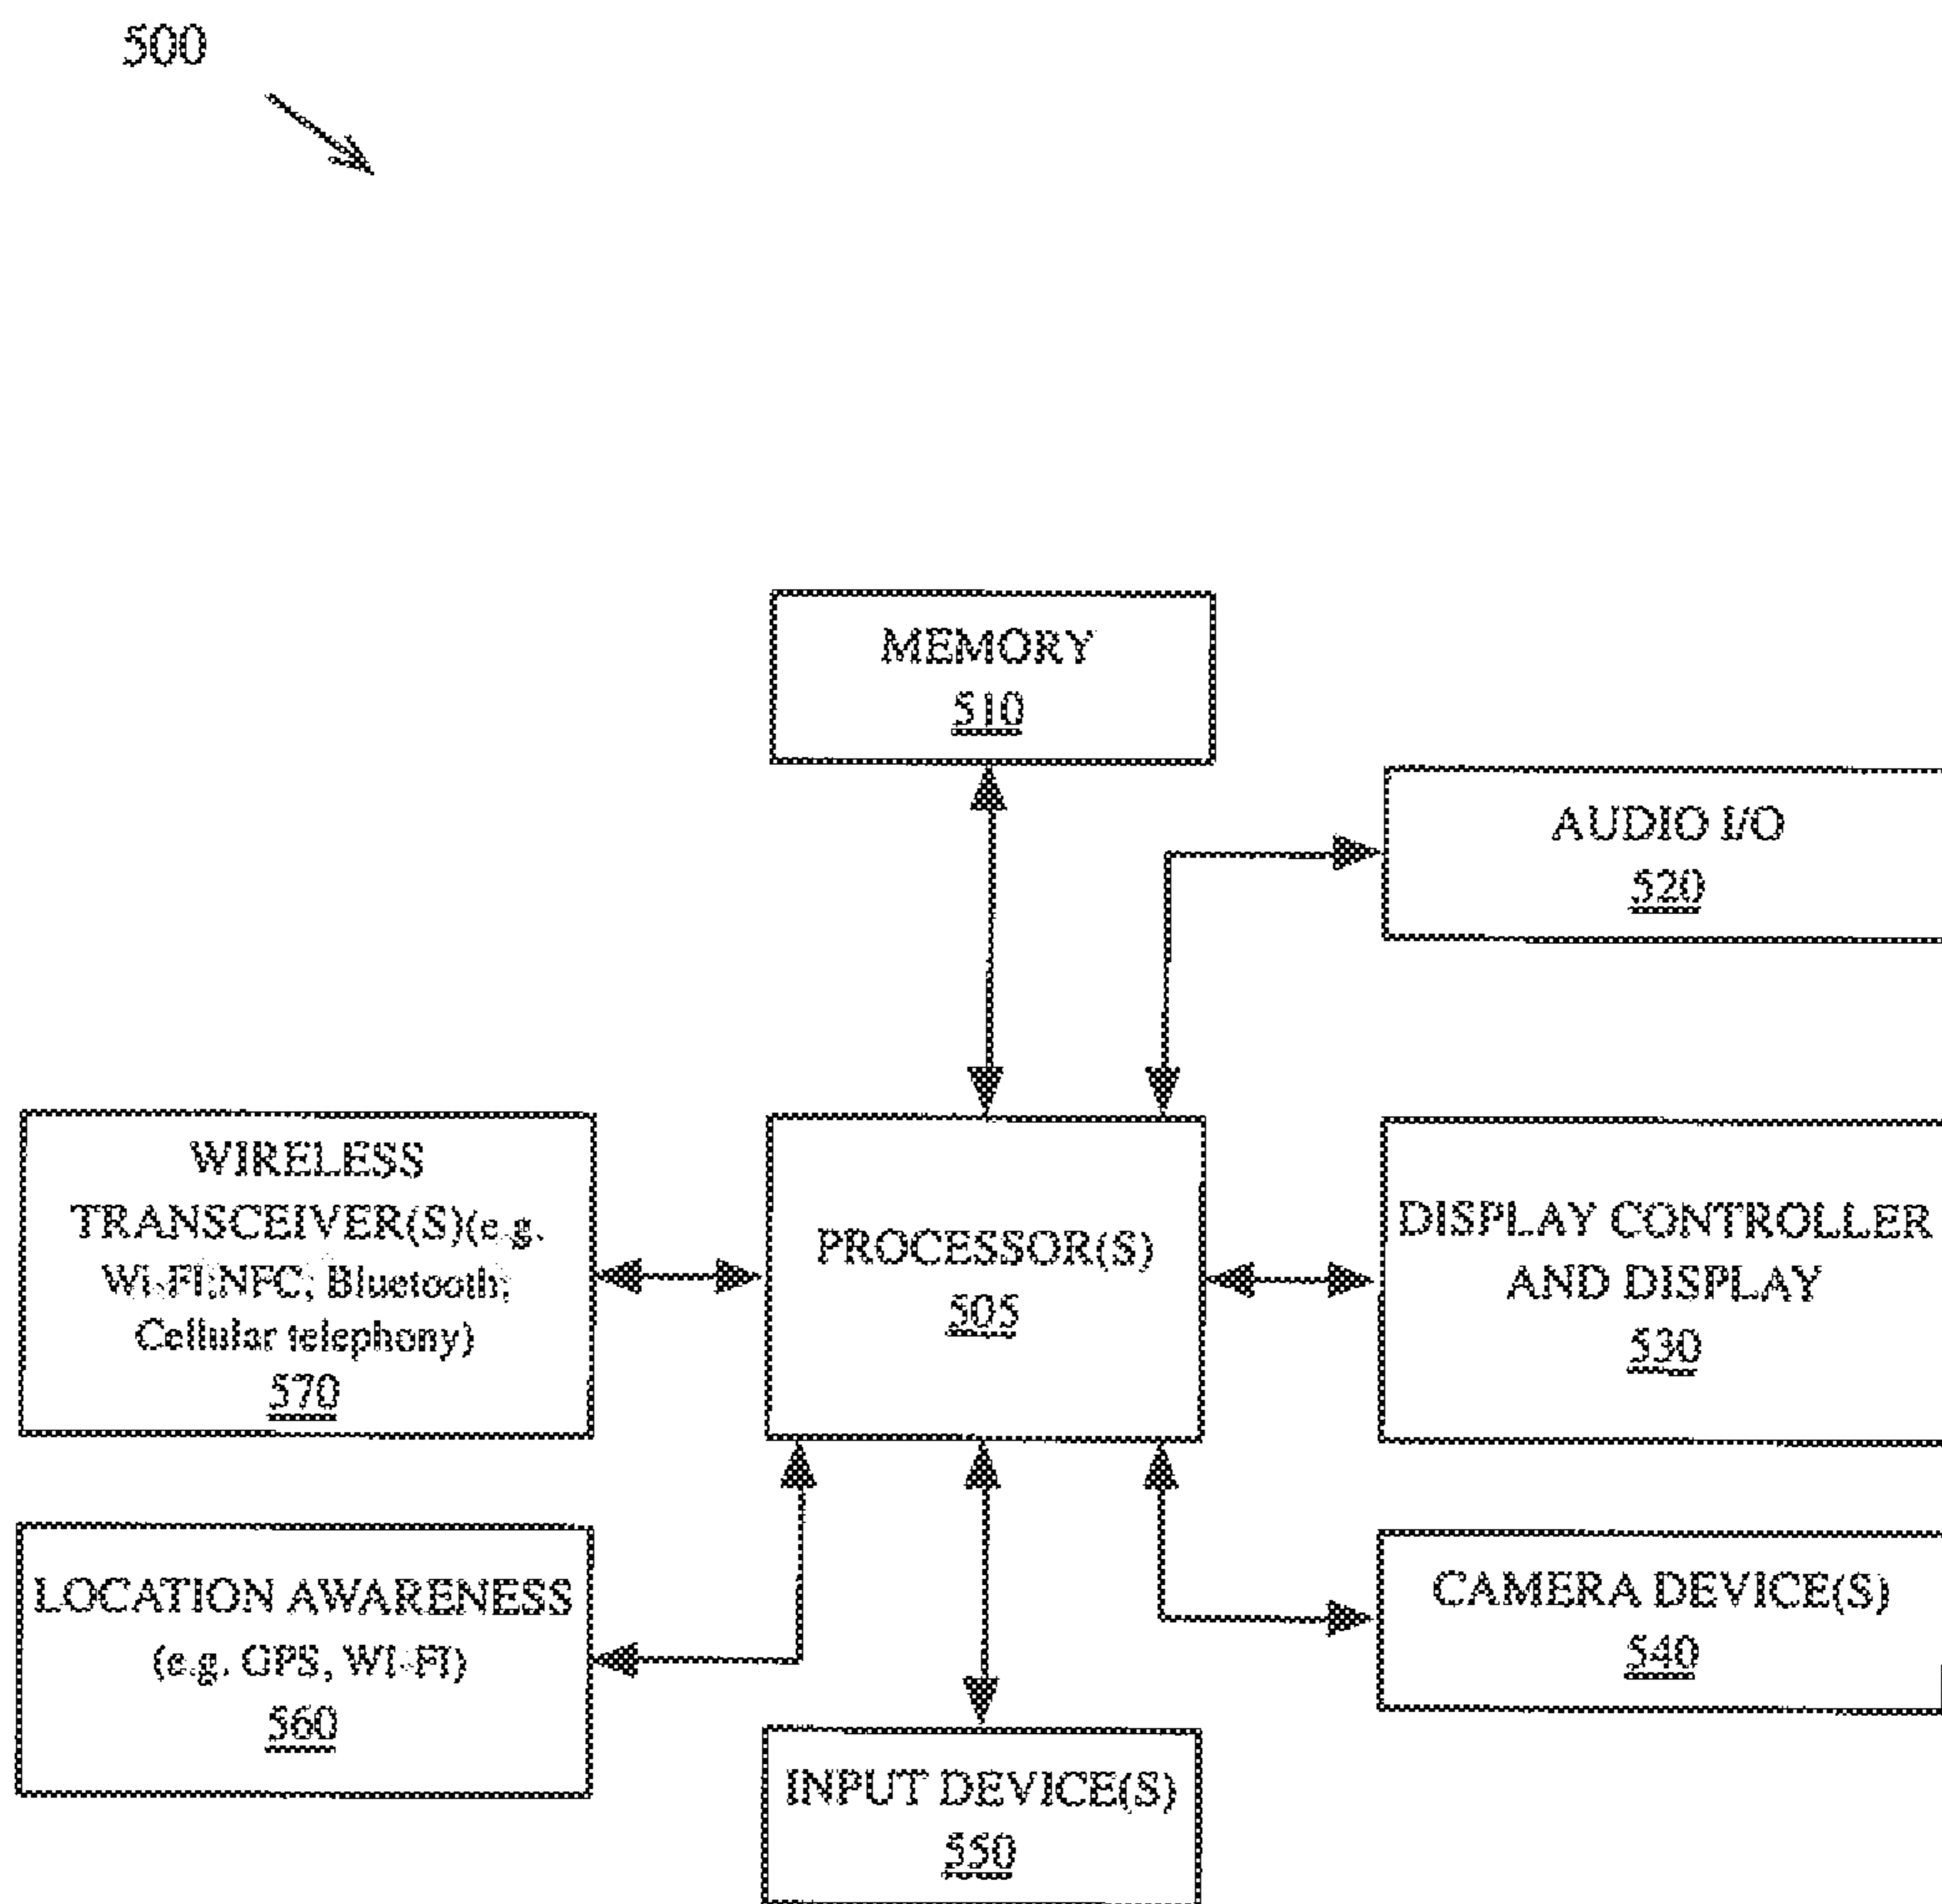 500
MEMORY
510
AUDIO I/O
520
WIRELESS
TRANSCEIVER(S)(e.g.
WI-FI;NFC; Bluetooth;
Cellular telephony)
570
PROCESSOR(S)
505
DISPLAY CONTROLLER
AND DISPLAY
530
LOCATION AWARENESS
(e.g. GPS, WI-FI)
560
CAMERA DEVICE(S)
540
INPUT DEVICE(S)
550